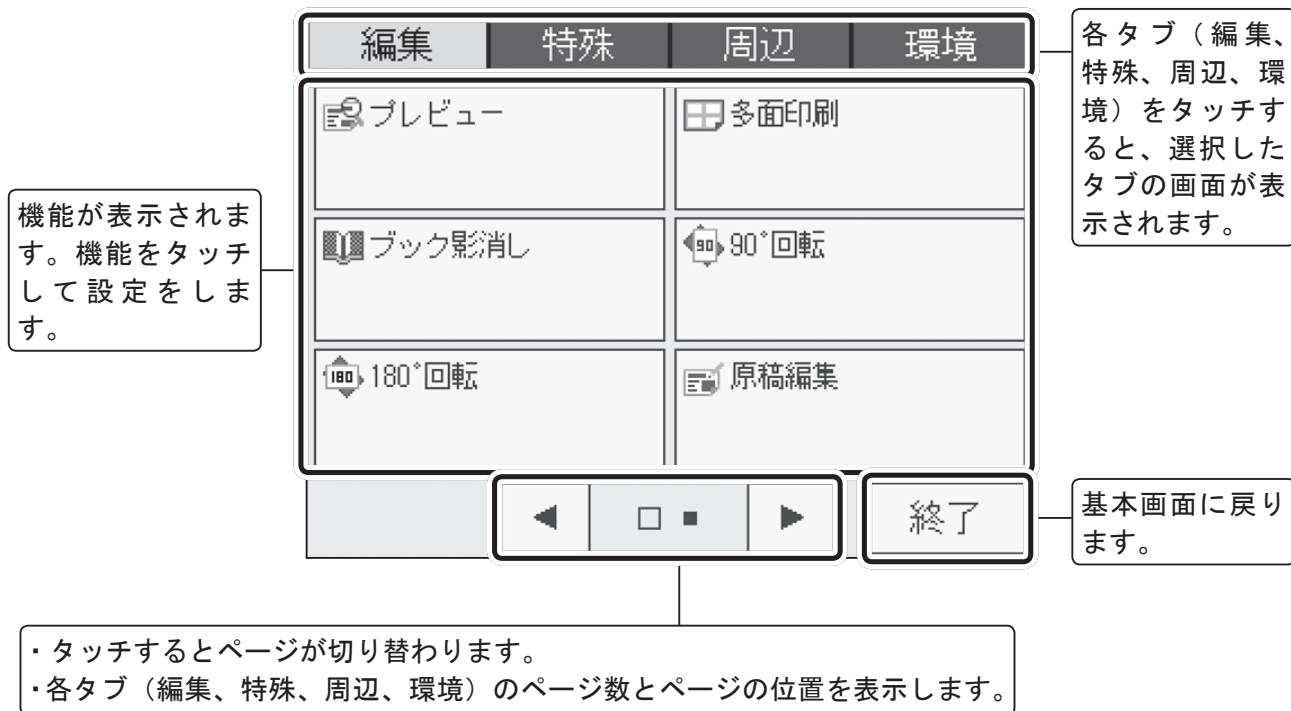 編集 特殊 周辺 環境
各タブ（編集、
特殊、周辺、環
境）をタッチす
ると、選択した
タブの画面が表
示されます。
プレビュー
多面印刷
機能が表示されま
す。機能をタッチ
して設定をしま
す。
ブック影消し
90 90°回転
180 180°回転
原稿編集
◀ □ ■ ▶
終了
基本画面に戻り
ます。
・タッチするとページが切り替わります。
・各タブ（編集、特殊、周辺、環境）のページ数とページの位置を表示します。